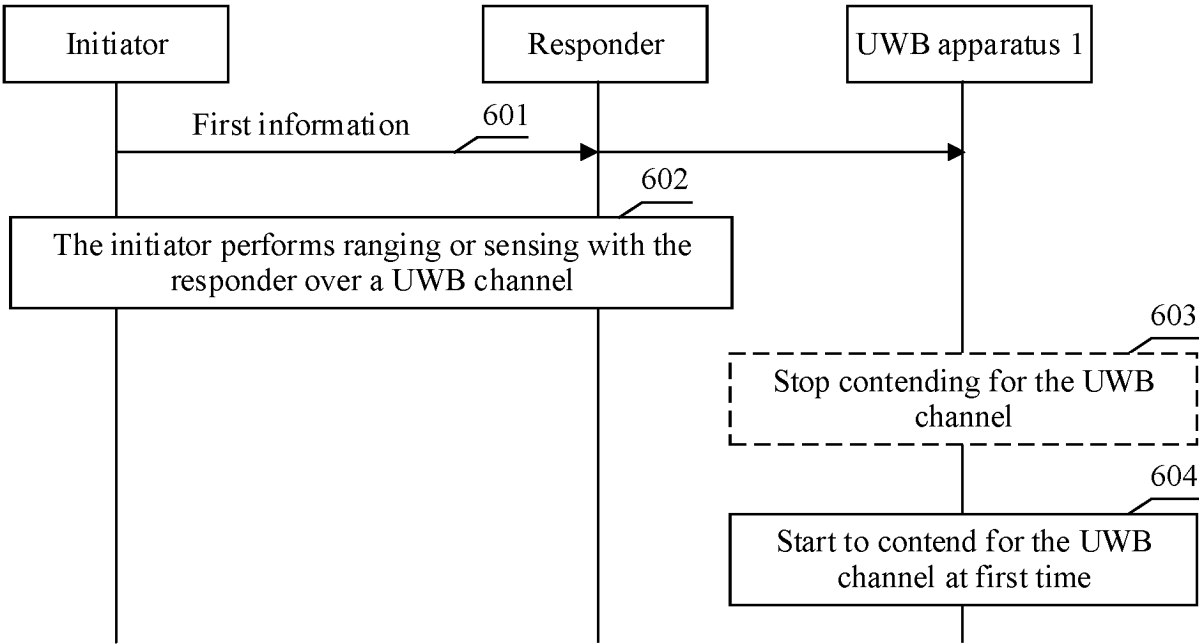 Initiator
Responder
UWB apparatus 1
First information
601
602
The initiator performs ranging or sensing with the
responder over a UWB channel
603
Stop contending for the UWB
channel
604
Start to contend for the UWB
channel at first time